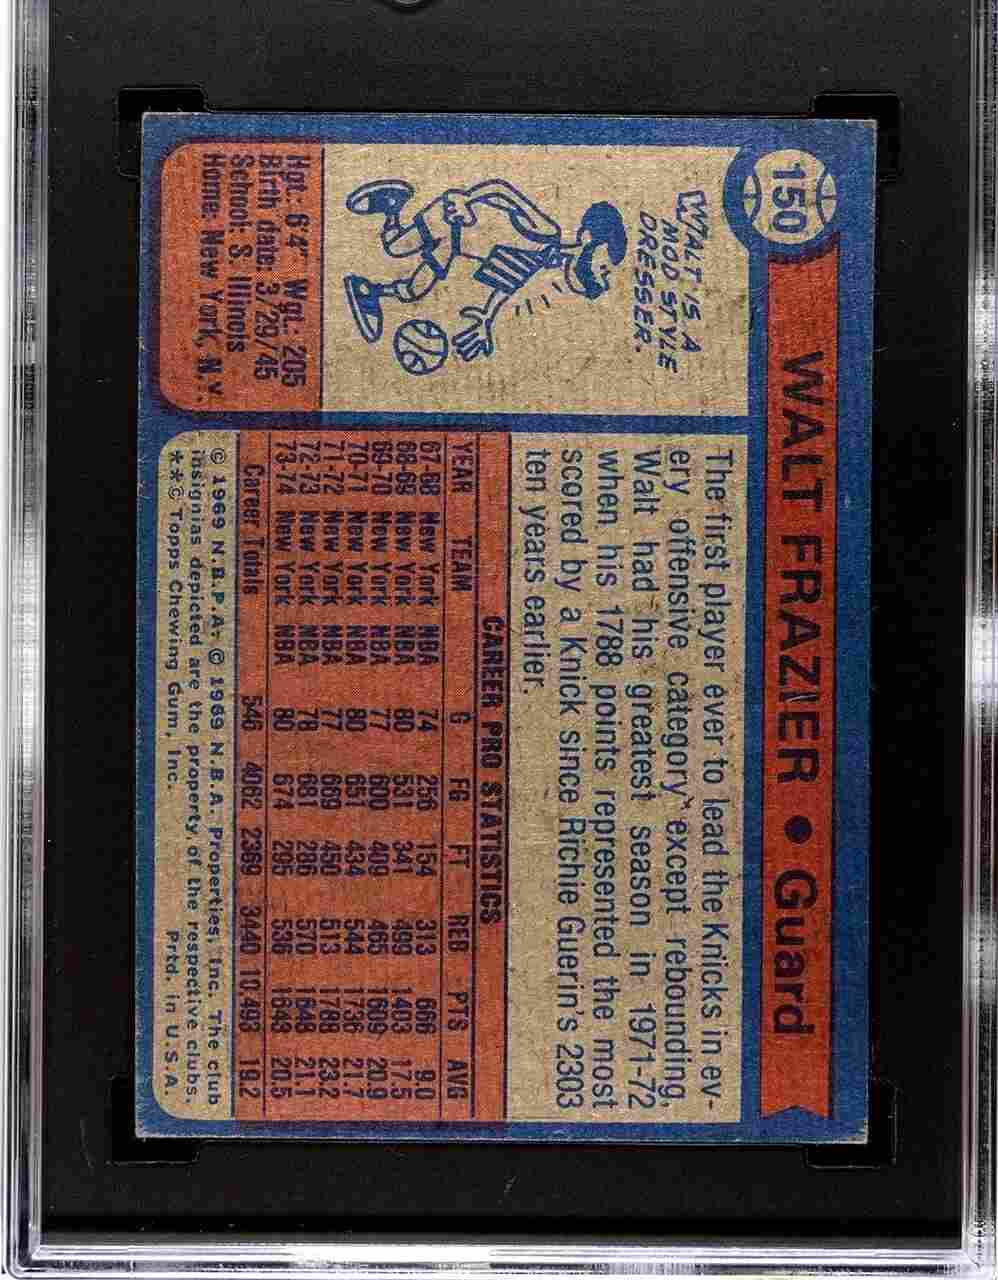 150
WALT FRAZIER • Guard
WALT IS A
MOD STYLE
DRESSER.
Hgt: 6'4" Wgt: 205
Birth date: 3/29/45
School: S. Illinois
Home: New York, N.Y.
The first player ever to lead the Knicks in ev-
ery offensive category except rebounding,
Walt had his greatest season in 1971-72
when his 1788 points represented the most
scored by a Knick since Richie Guerin's 2303
ten years earlier.
CAREER PRO STATISTICS
YEAR TEAM G FG FT REB PTS AVG
67-68 New York NBA 74 256 154 313 666 9.0
68-69 New York NBA 80 531 341 499 1403 17.5
69-70 New York NBA 77 600 409 465 1609 20.9
70-71 New York NBA 80 651 434 544 1736 21.7
71-72 New York NBA 77 669 450 513 1788 23.2
72-73 New York NBA 78 681 286 570 1648 21.1
73-74 New York NBA 80 674 295 536 1643 20.5
Career Totals 546 4062 2369 3440 10,493 19.2
© 1969 N.B.P.A. © 1969 N.B.A. Properties, Inc. The club
insignias depicted are the property of the respective clubs.
**© Topps Chewing Gum, Inc. Prtd. in U.S.A.